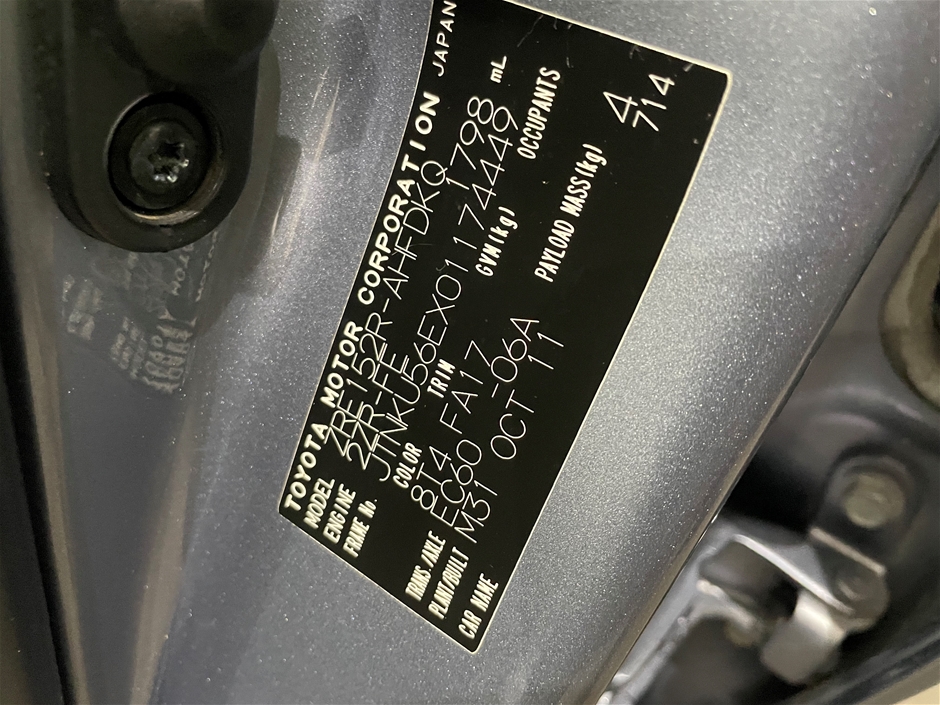 TOYOTA MOTOR CORPORATION JAPAN
MODEL ZRE152R-AHFDKQ
ENGINE 2ZR-FE 1798 mL
FRAME No. JTNKU56EX01174449
COLOR TRIM GVM(kg) OCCUPANTS
8T4 FA17 4
TRNS/AXLE EC60 -06A PAYLOAD MASS(kg) 714
PLANT/BUILT M31 OCT 11
CAR NAME